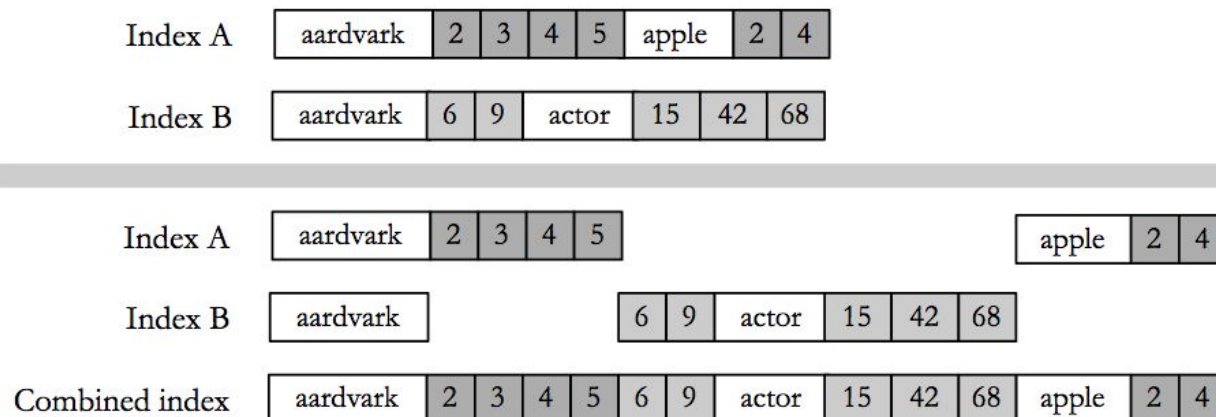 Index A aardvark 2 3 4 5 apple 2 4
Index B aardvark 6 9 actor 15 42 68
Index A aardvark 2 3 4 5 apple 2 4
Index B aardvark 6 9 actor 15 42 68
Combined index aardvark 2 3 4 5 6 9 actor 15 42 68 apple 2 4